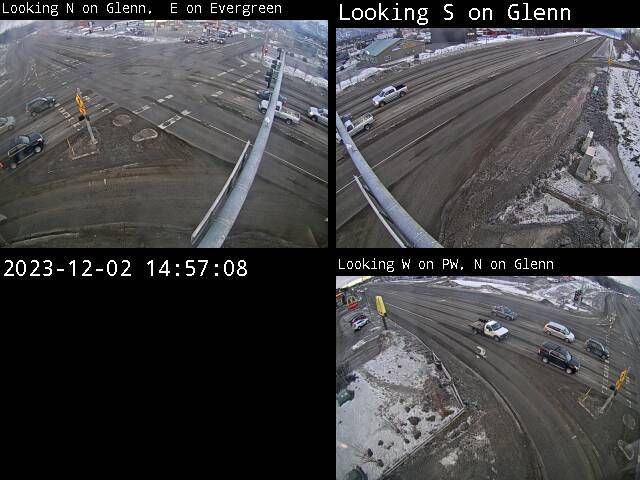 Looking N on Glenn, E on Evergreen
Looking S on Glenn
2023-12-02 14:57:08
Looking W on PW, N on Glenn